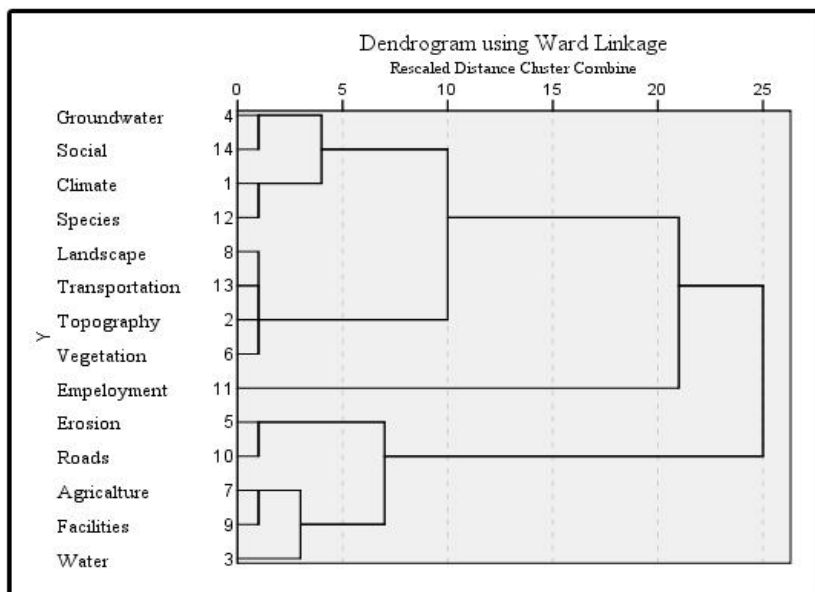 Dendrogram using Ward Linkage
Rescaled Distance Cluster Combine
0 5 10 15 20 25
Groundwater 4
Social 14
Climate 1
Species 12
Landscape 8
Transportation 13
Topography 2
Y
Vegetation 6
Empeloyment 11
Erosion 5
Roads 10
Agricalture 7
Facilities 9
Water 3